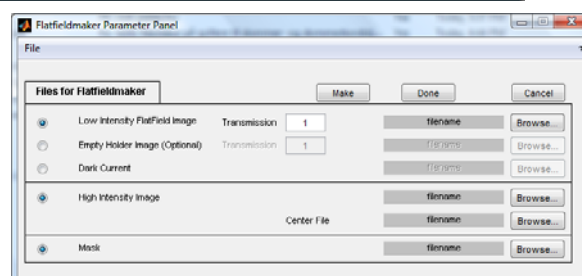 Flatfieldmaker Parameter Panel
File
Files for Flatfieldmaker Make Done Cancel
Low Intensity FlatField Image Transmission 1 filename Browse...
Empty Holder Image (Optional) Transmission 1 filename Browse...
Dark Current filename Browse...
High Intensity Image filename Browse...
Center File filename Browse...
Mask filename Browse...